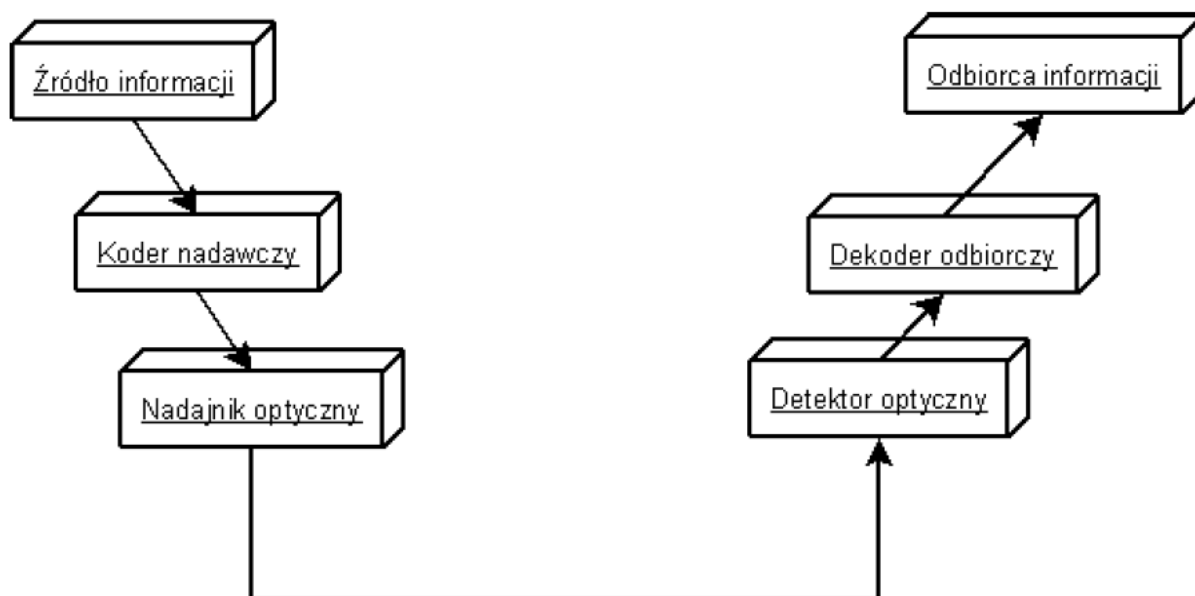 Źródło informacji
Koder nadawczy
Nadajnik optyczny
Odbiorca informacji
Dekoder odbiorczy
Detektor optyczny